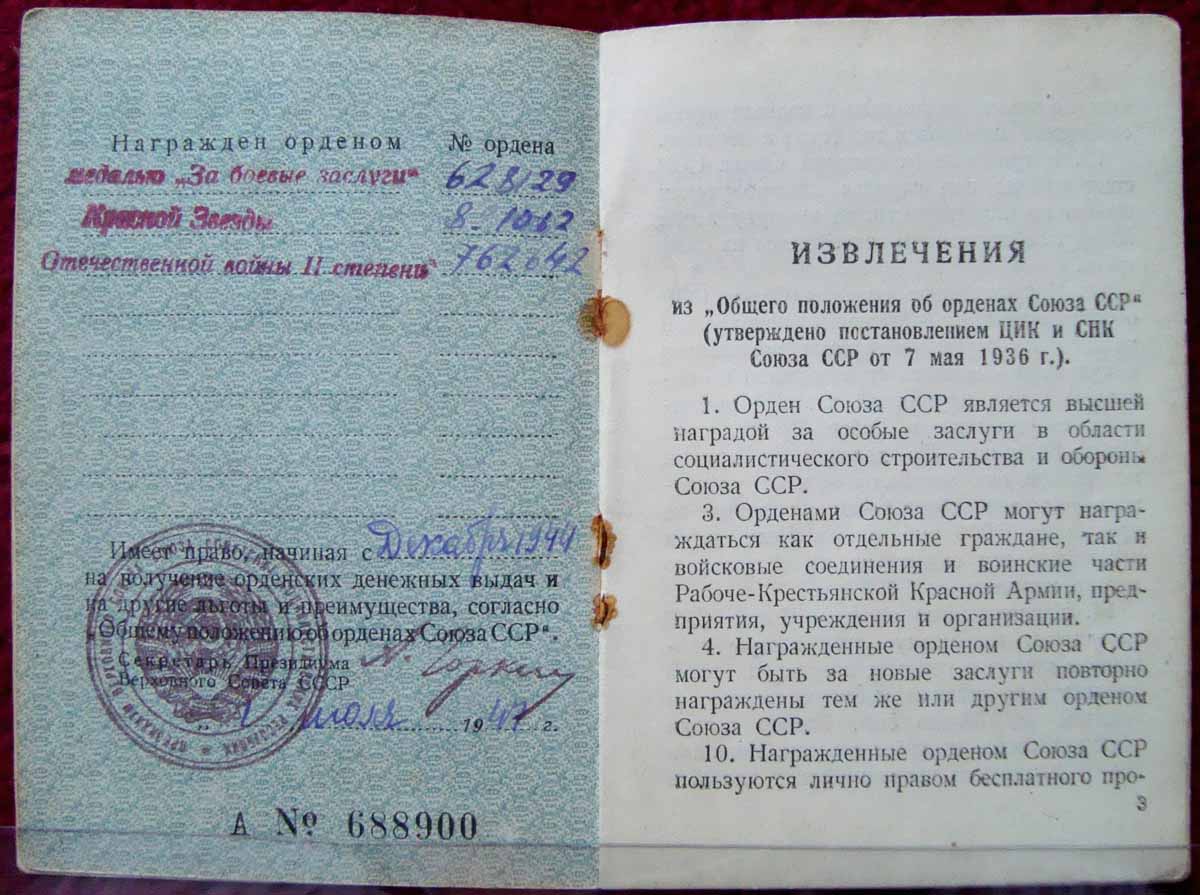 Награжден орденом № ордена
медалью „За боевые заслуги“ 628129
Красной Звезды
Отечественной войны II степени“ 762642
Имеет право, начиная с Декабря 1944
на получение орденских денежных выдач и
на другие льготы и преимущества, согласно
„Общему положению об орденах Союза ССР“.
Секретарь Президиума
Верховного Совета СССР А. Горкин
„1 июля 1947 г.
А № 688900
ИЗВЛЕЧЕНИЯ
из „Общего положения об орденах Союза ССР“
(утверждено постановлением ЦИК и СНК
Союза ССР от 7 мая 1936 г.).
1. Орден Союза ССР является высшей
наградой за особые заслуги в области
социалистического строительства и обороны
Союза ССР.
3. Орденами Союза ССР могут награ-
ждаться как отдельные граждане, так и
войсковые соединения и воинские части
Рабоче-Крестьянской Красной Армии, пред-
приятия, учреждения и организации.
4. Награжденные орденом Союза ССР
могут быть за новые заслуги повторно
награждены тем же или другим орденом
Союза ССР.
10. Награжденные орденом Союза ССР
пользуются лично правом бесплатного про-
3